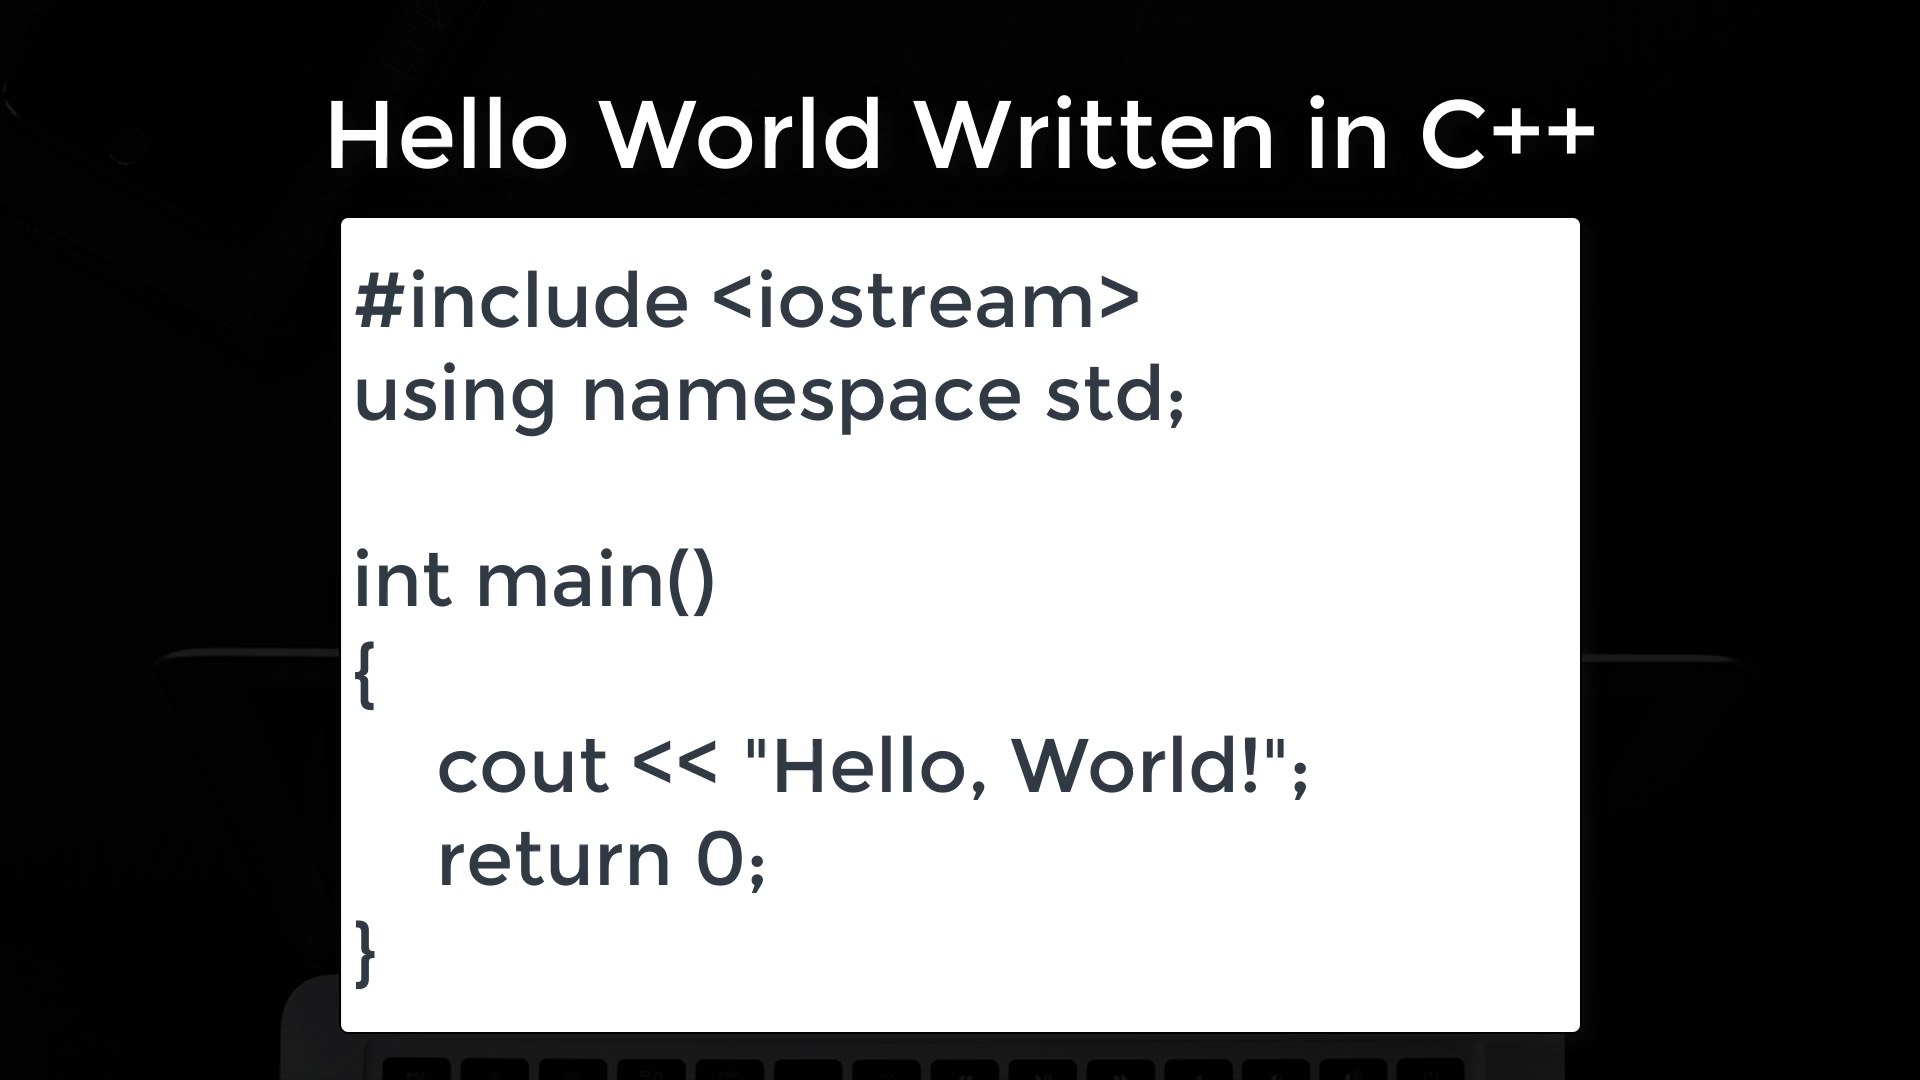 Hello World Written in C++
#include <iostream>
using namespace std;
int main()
{
cout << "Hello, World!";
return 0;
}